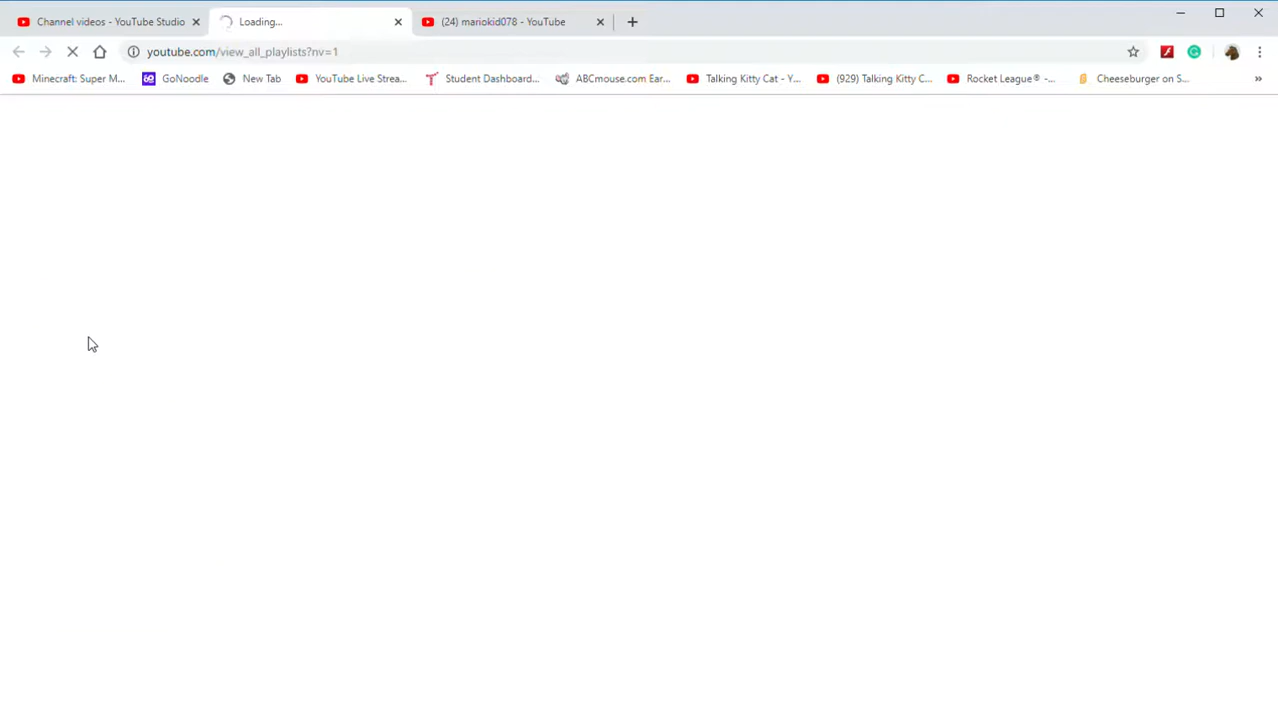 Channel videos - YouTube Studio Loading... (24) mariokid078 - YouTube
youtube.com/view_all_playlists?nv=1
Minecraft: Super M... GoNoodle New Tab YouTube Live Strea... Student Dashboard... ABCmouse.com Ear... Talking Kitty Cat - Y... (929) Talking Kitty C... Rocket League® -... Cheeseburger on S...